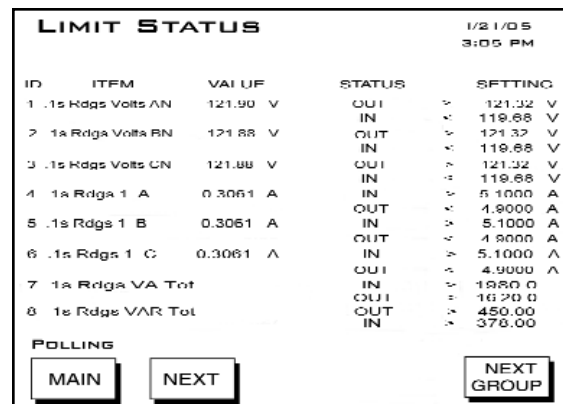 LIMIT STATUS
1/21/05
3:05 PM
ID ITEM VALUE STATUS SETTING
1 .1s Rdgs Volts AN 121.90 V OUT > 121.32 V
IN < 119.68 V
2 .1s Rdgs Volts BN 121.88 V OUT > 121.32 V
IN < 119.68 V
3 .1s Rdgs Volts CN 121.88 V OUT > 121.32 V
IN < 119.68 V
4 .1s Rdgs 1 A 0.3061 A IN > 5.1000 A
OUT < 4.9000 A
5 .1s Rdgs 1 B 0.3061 A IN > 5.1000 A
OUT < 4.9000 A
6 .1s Rdgs 1 C 0.3061 A IN > 5.1000 A
OUT < 4.9000 A
7 .1s Rdgs VA Tot IN > 1980.0
OUT 1620.0
8 .1s Rdgs VAR Tot OUT > 450.00
IN 378.00
POLLING
MAIN NEXT NEXT
GROUP